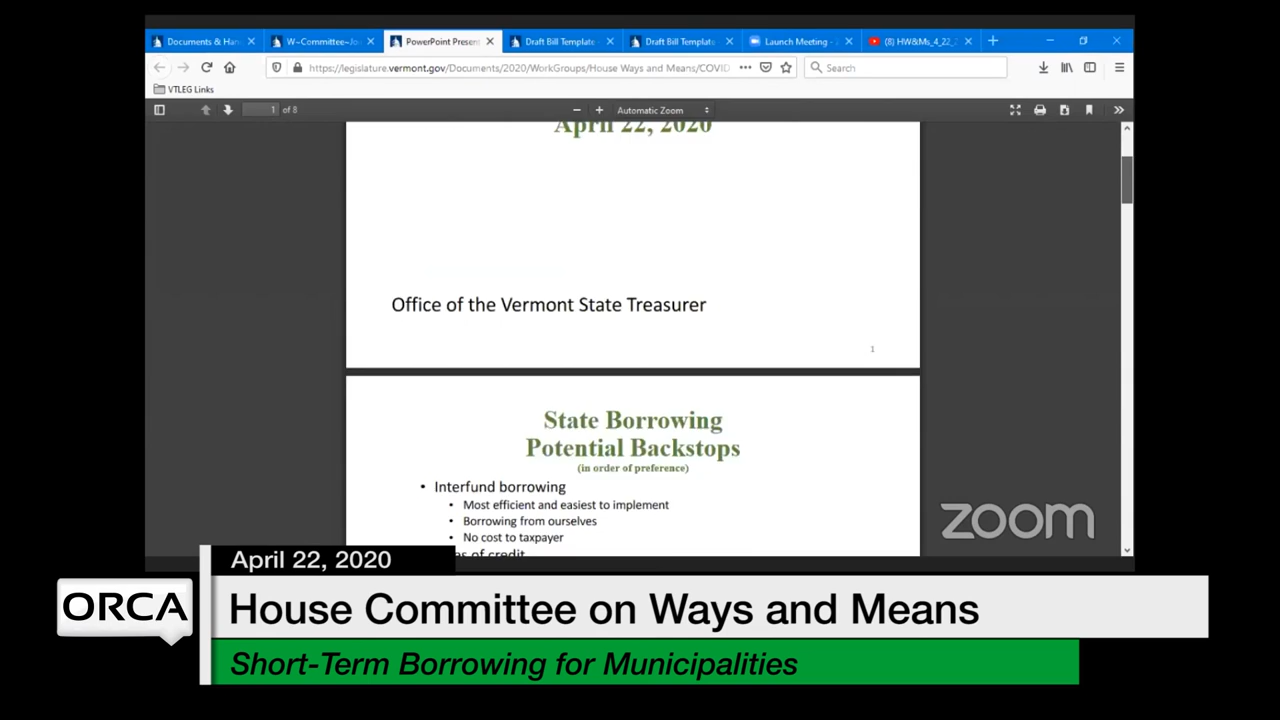 Documents & Han
W~Committee~Jo
PowerPoint Present
Draft Bill Template
Draft Bill Template
Launch Meeting -
(8) HW&Ms_4_22_
https://legislature.vermont.gov/Documents/2020/WorkGroups/House Ways and Means/COVID
Search
VTLEG Links
1 of 8
Automatic Zoom
April 22, 2020
Office of the Vermont State Treasurer
1
State Borrowing
Potential Backstops
(in order of preference)
• Interfund borrowing
• Most efficient and easiest to implement
• Borrowing from ourselves
• No cost to taxpayer
of credit
zoom
April 22, 2020
ORCA
House Committee on Ways and Means
Short-Term Borrowing for Municipalities